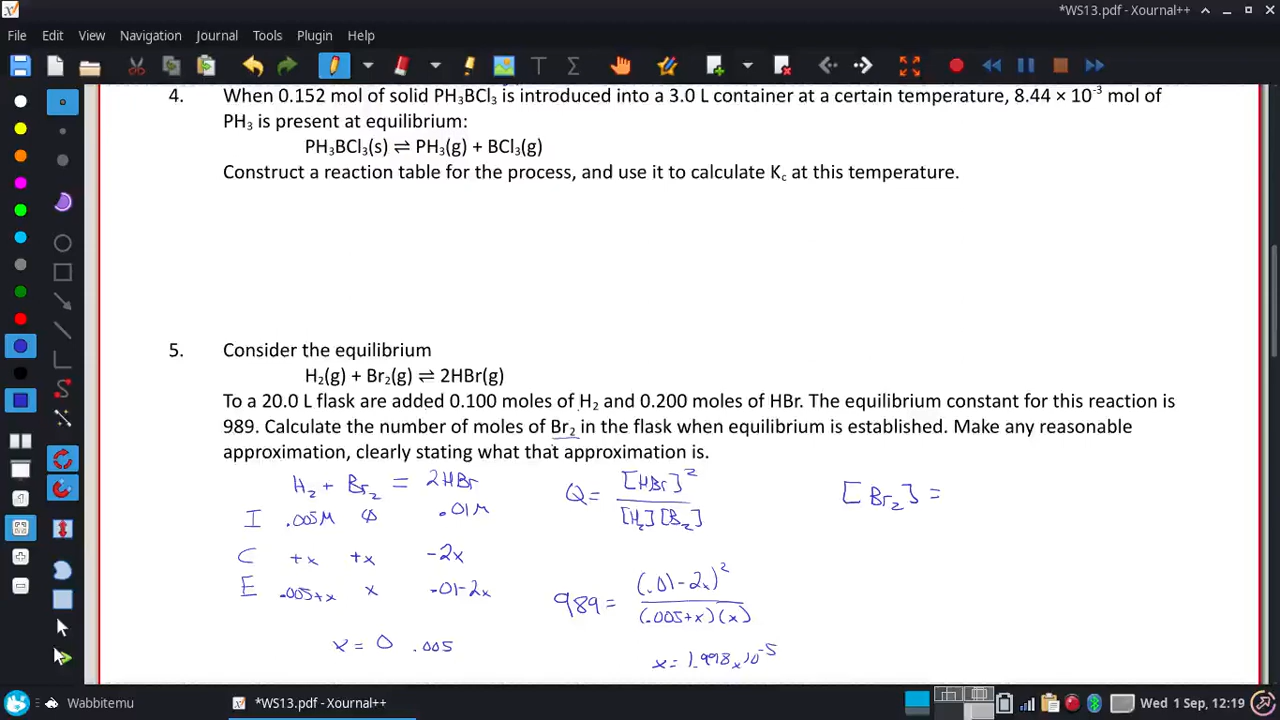 *WS13.pdf - Xournal++
File Edit View Navigation Journal Tools Plugin Help
4. When 0.152 mol of solid PH₃BCl₃ is introduced into a 3.0 L container at a certain temperature, 8.44 × 10⁻³ mol of
PH₃ is present at equilibrium:
PH₃BCl₃(s) ⇌ PH₃(g) + BCl₃(g)
Construct a reaction table for the process, and use it to calculate K꜀ at this temperature.
5. Consider the equilibrium
H₂(g) + Br₂(g) ⇌ 2HBr(g)
To a 20.0 L flask are added 0.100 moles of H₂ and 0.200 moles of HBr. The equilibrium constant for this reaction is
989. Calculate the number of moles of Br₂ in the flask when equilibrium is established. Make any reasonable
approximation, clearly stating what that approximation is.
H₂ + Br₂ = 2HBr
I .005M ϕ .01M
C +x +x -2x
E .005+x x .01-2x
x = 0 .005
Q = [HBr]² / [H₂][B₂]
989 = (.01-2x)² / (.005+x)(x)
x = 1.998x10⁻⁵
[Br₂] =
Wabbitemu *WS13.pdf - Xournal++ Wed 1 Sep, 12:19